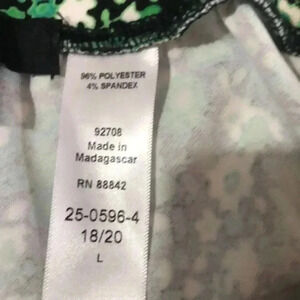 96% POLYESTER
4% SPANDEX
92708
Made in
Madagascar
RN 88842
25-0596-4
18/20
L